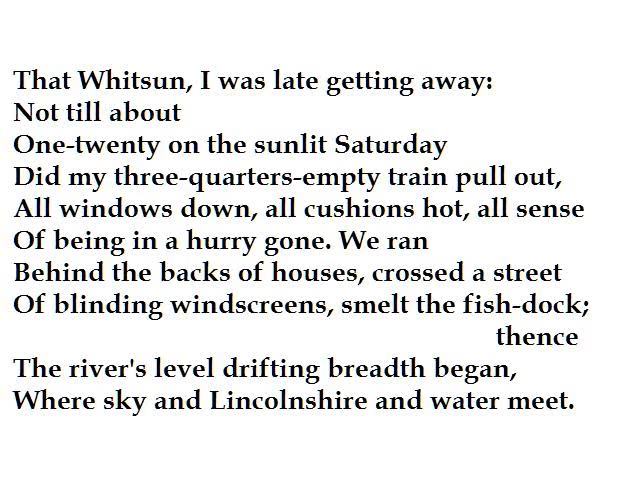 That Whitsun, I was late getting away:
Not till about
One-twenty on the sunlit Saturday
Did my three-quarters-empty train pull out,
All windows down, all cushions hot, all sense
Of being in a hurry gone. We ran
Behind the backs of houses, crossed a street
Of blinding windscreens, smelt the fish-dock;
thence
The river's level drifting breadth began,
Where sky and Lincolnshire and water meet.